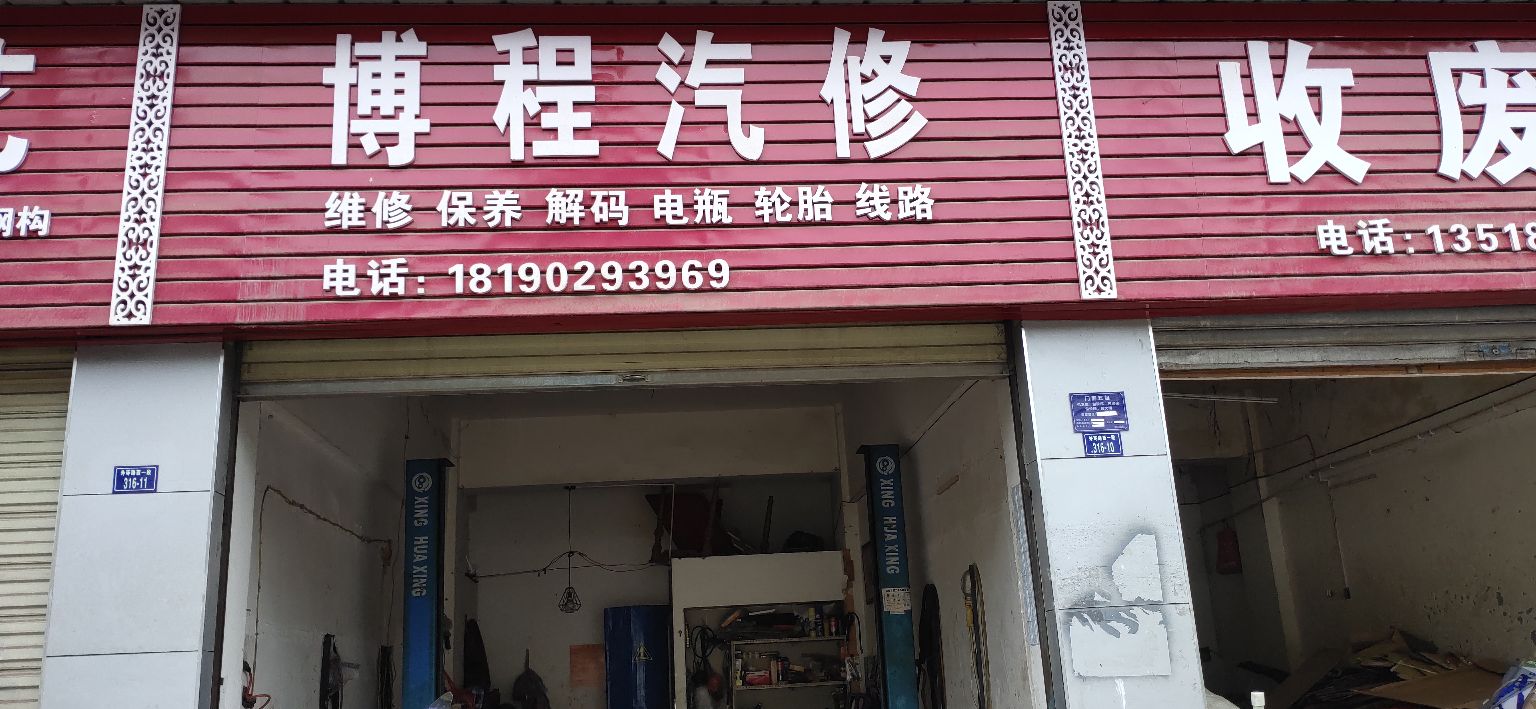 博程汽修
维修 保养 解码 电瓶 轮胎 线路
电话: 18190293969
钢构
收废
电话:13518
316-11
316-10
XING HUA XING
XING HUA XING